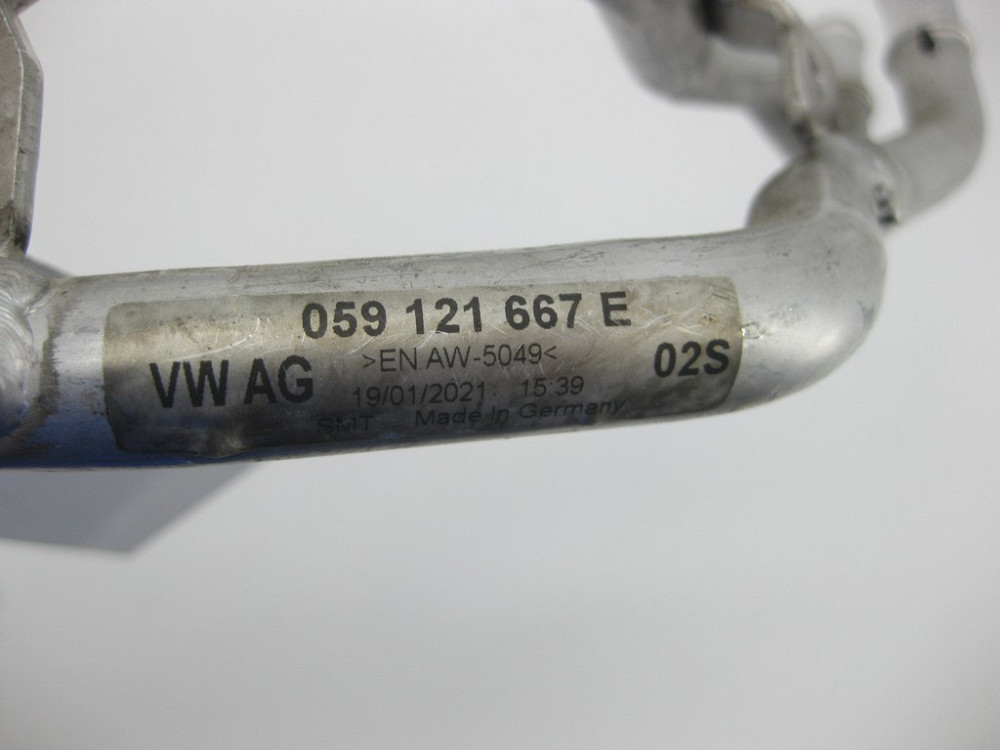 059 121 667 E
>EN AW-5049<
VW AG 02S
19/01/2021 15:39
SMT Made In Germany